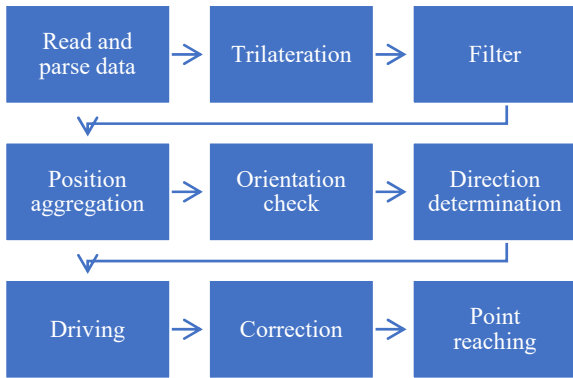 Read and
parse data
Trilateration
Filter
Position
aggregation
Orientation
check
Direction
determination
Driving
Correction
Point
reaching